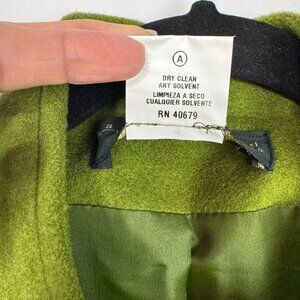 A
DRY CLEAN
ANY SOLVENT
LIMPIEZA A SECO
CUALQUIER SOLVENTE
RN 40679